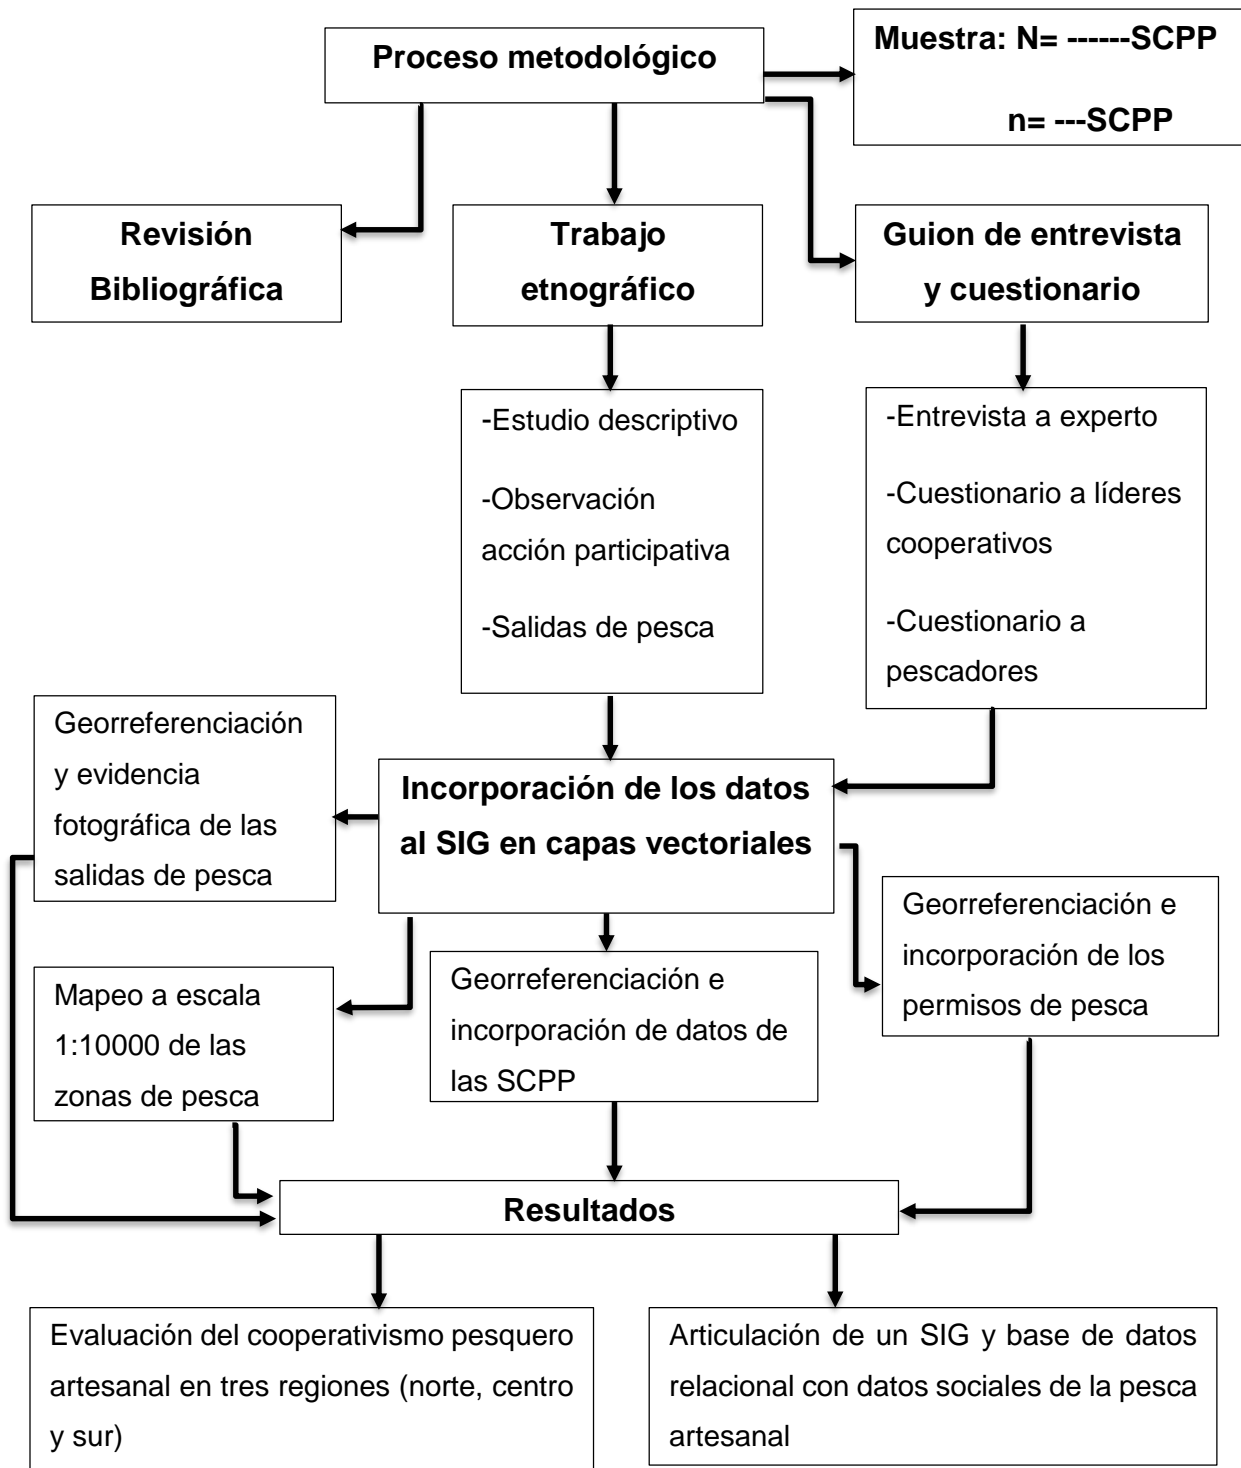 Proceso metodológico
Muestra: N= ------SCPP
n= ---SCPP
Revisión
Bibliográfica
Trabajo
etnográfico
Guion de entrevista
y cuestionario
-Estudio descriptivo
-Observación
acción participativa
-Salidas de pesca
-Entrevista a experto
-Cuestionario a líderes
cooperativos
-Cuestionario a
pescadores
Georreferenciación
y evidencia
fotográfica de las
salidas de pesca
Incorporación de los datos
al SIG en capas vectoriales
Georreferenciación e
incorporación de los
permisos de pesca
Mapeo a escala
1:10000 de las
zonas de pesca
Georreferenciación e
incorporación de datos de
las SCPP
Resultados
Evaluación del cooperativismo pesquero
artesanal en tres regiones (norte, centro
y sur)
Articulación de un SIG y base de datos
relacional con datos sociales de la pesca
artesanal